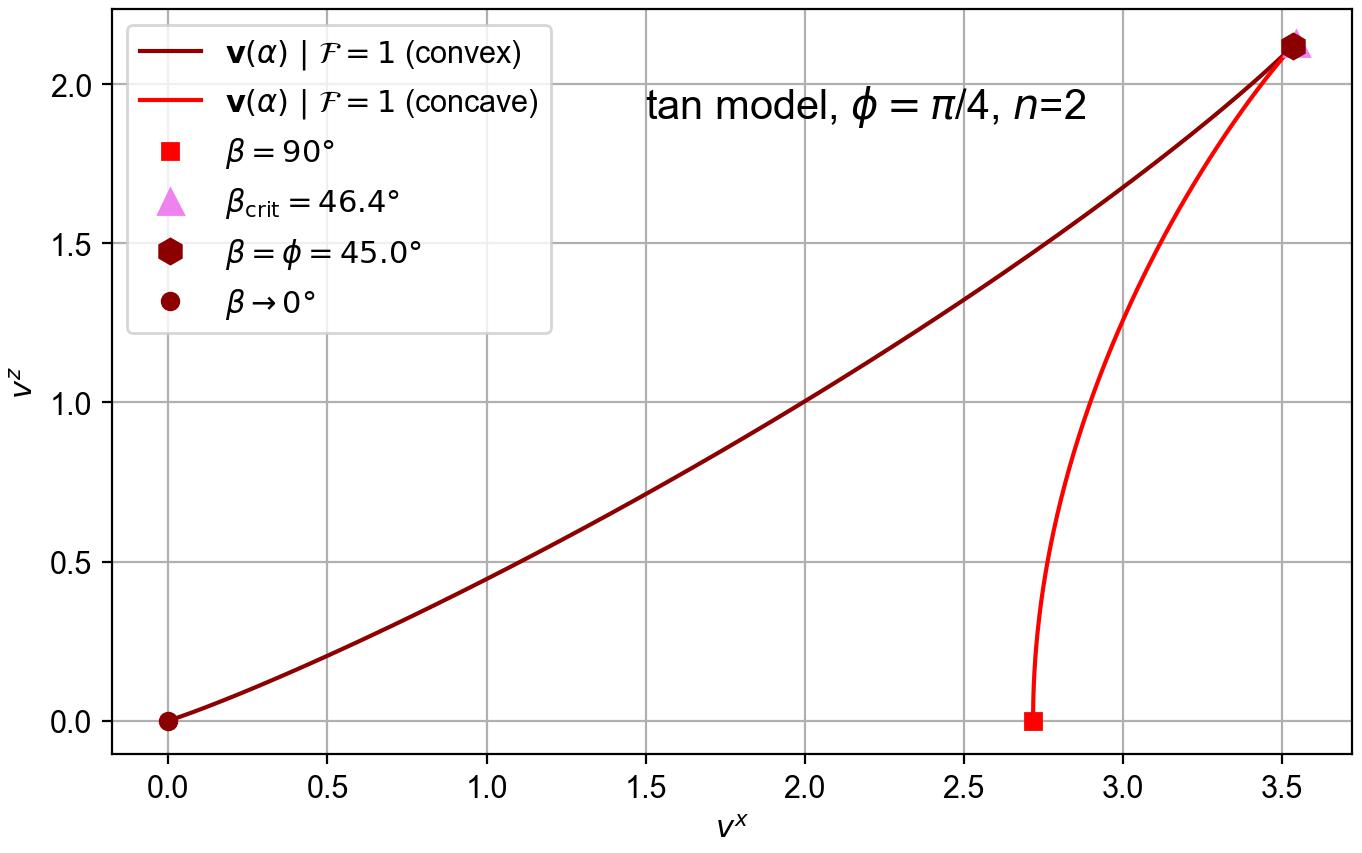 v(α) | ℱ = 1 (convex)
v(α) | ℱ = 1 (concave)
β = 90°
β_crit = 46.4°
β = ϕ = 45.0°
β → 0°
tan model, ϕ = π/4, n=2
2.0
1.5
1.0
0.5
0.0
v^z
0.0 0.5 1.0 1.5 2.0 2.5 3.0 3.5
v^x